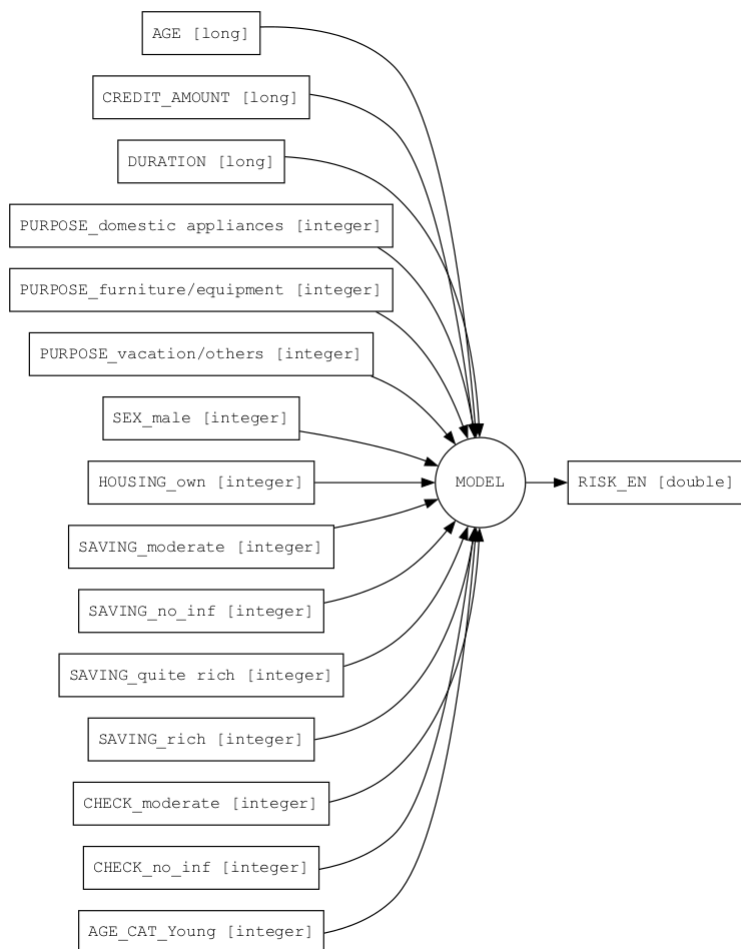 AGE [long]
CREDIT_AMOUNT [long]
DURATION [long]
PURPOSE_domestic appliances [integer]
PURPOSE_furniture/equipment [integer]
PURPOSE_vacation/others [integer]
SEX_male [integer]
HOUSING_own [integer]
MODEL
RISK_EN [double]
SAVING_moderate [integer]
SAVING_no_inf [integer]
SAVING_quite rich [integer]
SAVING_rich [integer]
CHECK_moderate [integer]
CHECK_no_inf [integer]
AGE_CAT_Young [integer]